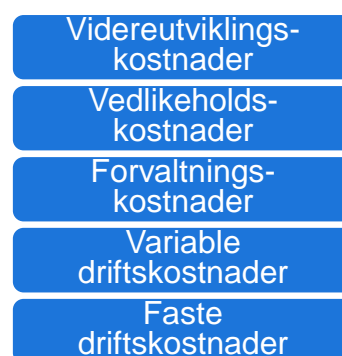 Videreutviklings-
kostnader
Vedlikeholds-
kostnader
Forvaltnings-
kostnader
Variable
driftskostnader
Faste
driftskostnader